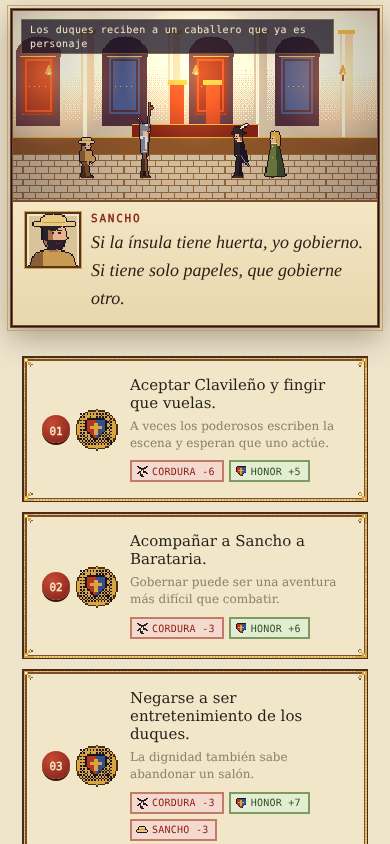 Los duques reciben a un caballero que ya es
personaje
SANCHO
Si la ínsula tiene huerta, yo gobierno.
Si tiene solo papeles, que gobierne
otro.
01
Aceptar Clavileño y fingir
que vuelas.
A veces los poderosos escriben la
escena y esperan que uno actúe.
CORDURA -6 HONOR +5
02
Acompañar a Sancho a
Barataria.
Gobernar puede ser una aventura
más difícil que combatir.
CORDURA -3 HONOR +6
03
Negarse a ser
entretenimiento de los
duques.
La dignidad también sabe
abandonar un salón.
CORDURA -3 HONOR +7
SANCHO -3